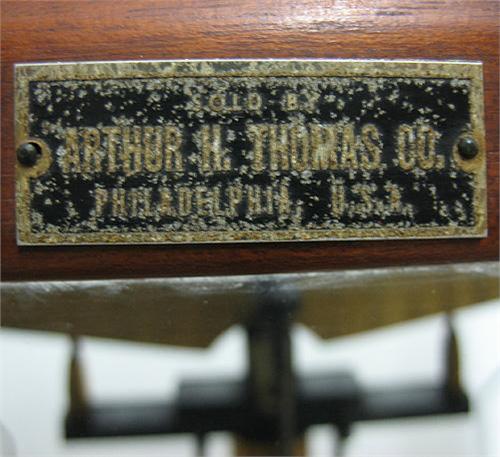 SOLD BY
ARTHUR H. THOMAS CO.
PHILADELPHIA, U.S.A.